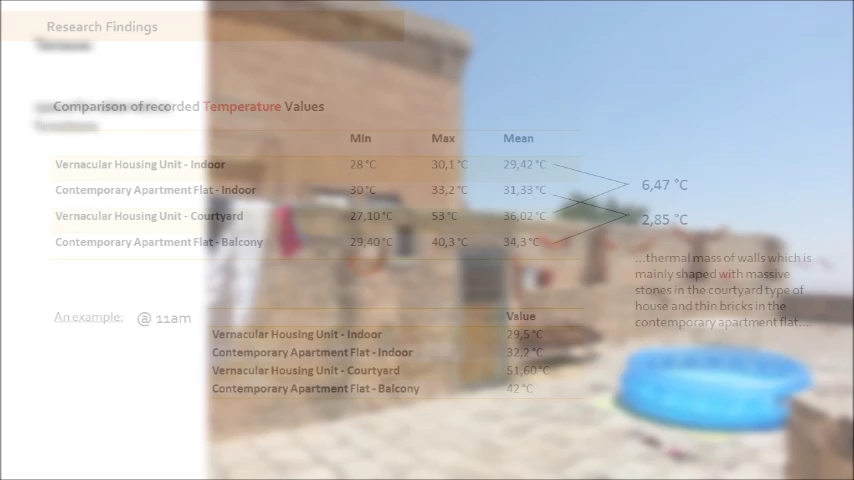 Research Findings
Comparison of recorded Temperature Values
Min Max Mean
Vernacular Housing Unit - Indoor 28 °C 30,1 °C 29,42 °C
Contemporary Apartment Flat - Indoor 30 °C 33,2 °C 31,33 °C
Vernacular Housing Unit - Courtyard 27,10 °C 53 °C 36,02 °C
Contemporary Apartment Flat - Balcony 29,40 °C 40,3 °C 34,3 °C
6,47 °C
2,85 °C
...thermal mass of walls which is
mainly shaped with massive
stones in the courtyard type of
house and thin bricks in the
contemporary apartment flat....
An example: @ 11am
Value
Vernacular Housing Unit - Indoor 29,5 °C
Contemporary Apartment Flat - Indoor 32,2 °C
Vernacular Housing Unit - Courtyard 51,60 °C
Contemporary Apartment Flat - Balcony 42 °C